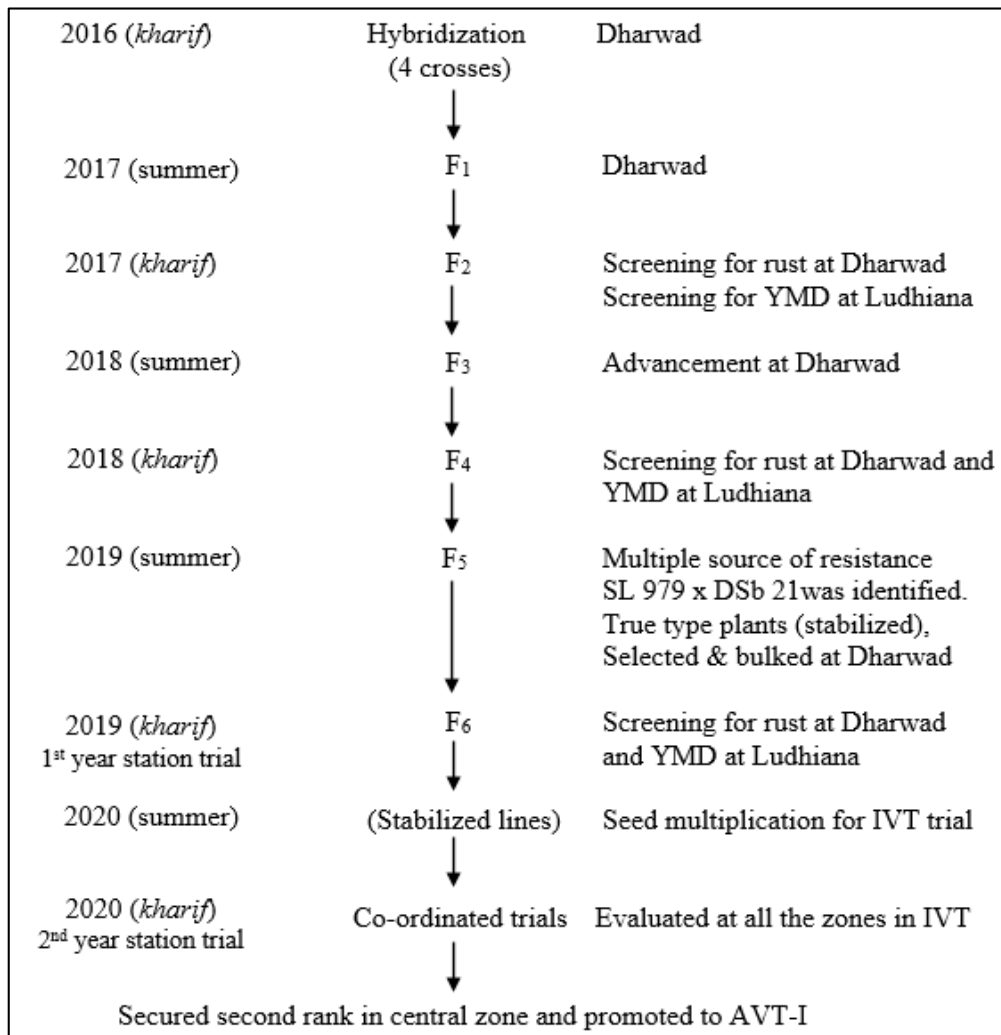 2016 (kharif) Hybridization Dharwad
(4 crosses)
2017 (summer) F₁ Dharwad
2017 (kharif) F₂ Screening for rust at Dharwad
Screening for YMD at Ludhiana
2018 (summer) F₃ Advancement at Dharwad
2018 (kharif) F₄ Screening for rust at Dharwad and
YMD at Ludhiana
2019 (summer) F₅ Multiple source of resistance
SL 979 x DSb 21was identified.
True type plants (stabilized),
Selected & bulked at Dharwad
2019 (kharif) F₆ Screening for rust at Dharwad
1st year station trial and YMD at Ludhiana
2020 (summer) (Stabilized lines) Seed multiplication for IVT trial
2020 (kharif) Co-ordinated trials Evaluated at all the zones in IVT
2nd year station trial
Secured second rank in central zone and promoted to AVT-I